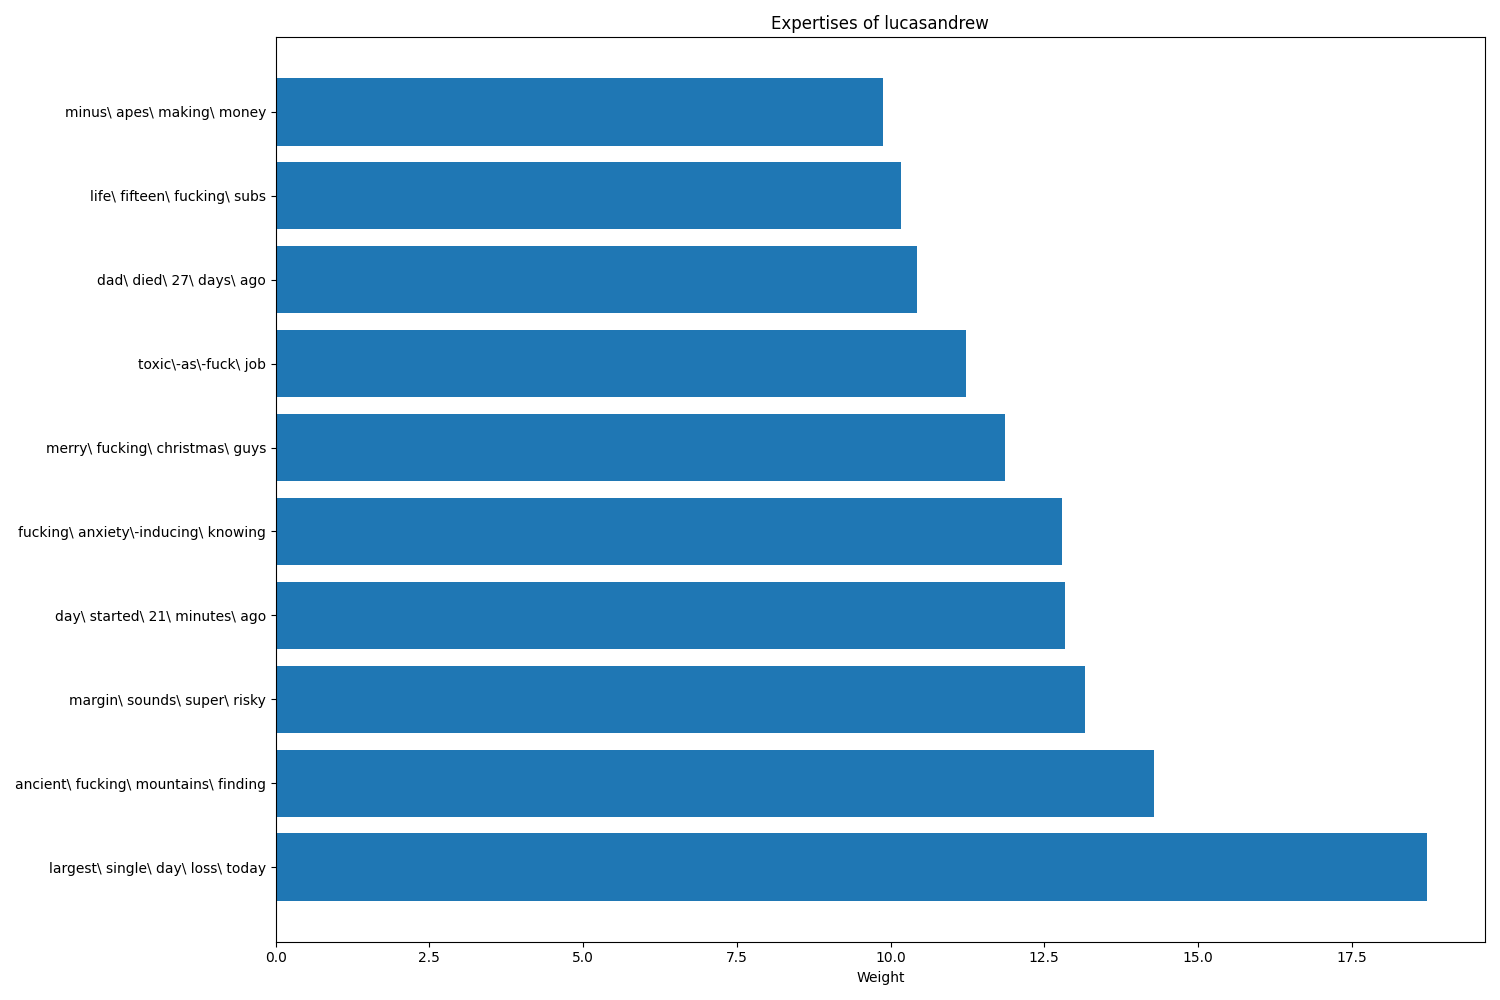 Expertises of lucasandrew
minus\ apes\ making\ money
life\ fifteen\ fucking\ subs
dad\ died\ 27\ days\ ago
toxic\-as\-fuck\ job
merry\ fucking\ christmas\ guys
fucking\ anxiety\-inducing\ knowing
day\ started\ 21\ minutes\ ago
margin\ sounds\ super\ risky
ancient\ fucking\ mountains\ finding
largest\ single\ day\ loss\ today
0.0 2.5 5.0 7.5 10.0 12.5 15.0 17.5
Weight